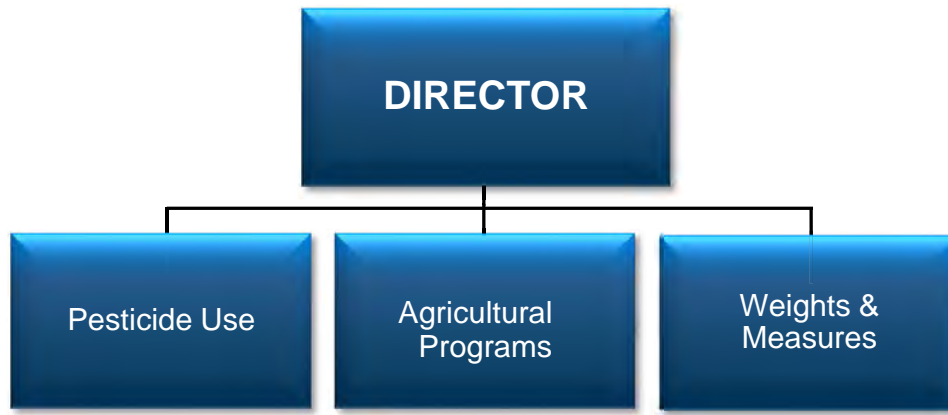 DIRECTOR
Pesticide Use
Agricultural
Programs
Weights &
Measures